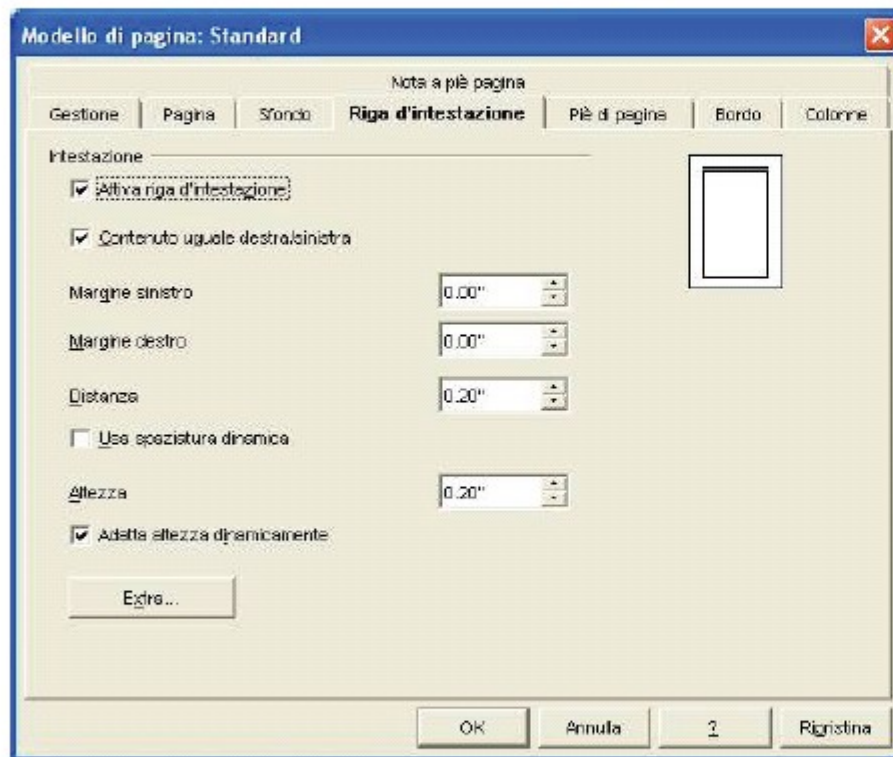 Modello di pagina: Standard
Nota a piè pagina
Gestione Pagina Sfondo Riga d'intestazione Piè di pagina Bordo Colonne
Intestazione
Attiva riga d'intestazione
Contenuto uguale destra/sinistra
Margine sinistro 0.00"
Margine destro 0.00"
Distanza 0.20"
Usa spaziatura dinamica
Altezza 0.20"
Adatta altezza dinamicamente
Extra...
OK Annulla ? Rigristina